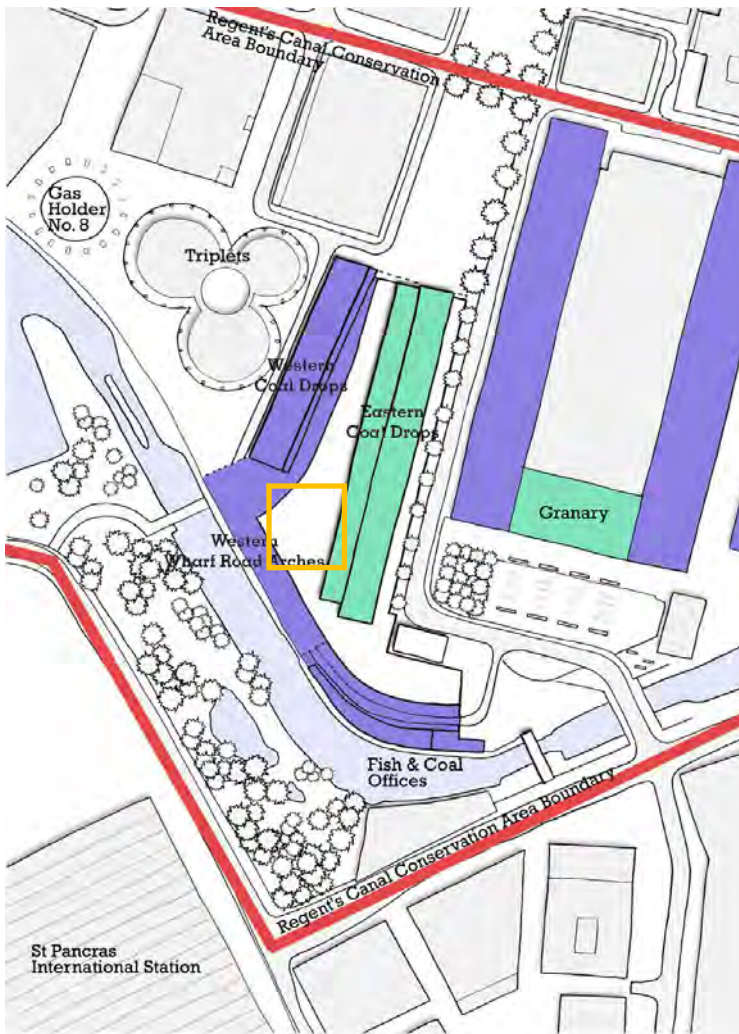 Regent's Canal Conservation
Area Boundary
Gas
Holder
No. 8
Triplets
Western
Coal Drops
Eastern
Coal Drops
Granary
Western
Wharf Road Arches
Fish & Coal
Offices
Regent's Canal Conservation Area Boundary
St Pancras
International Station